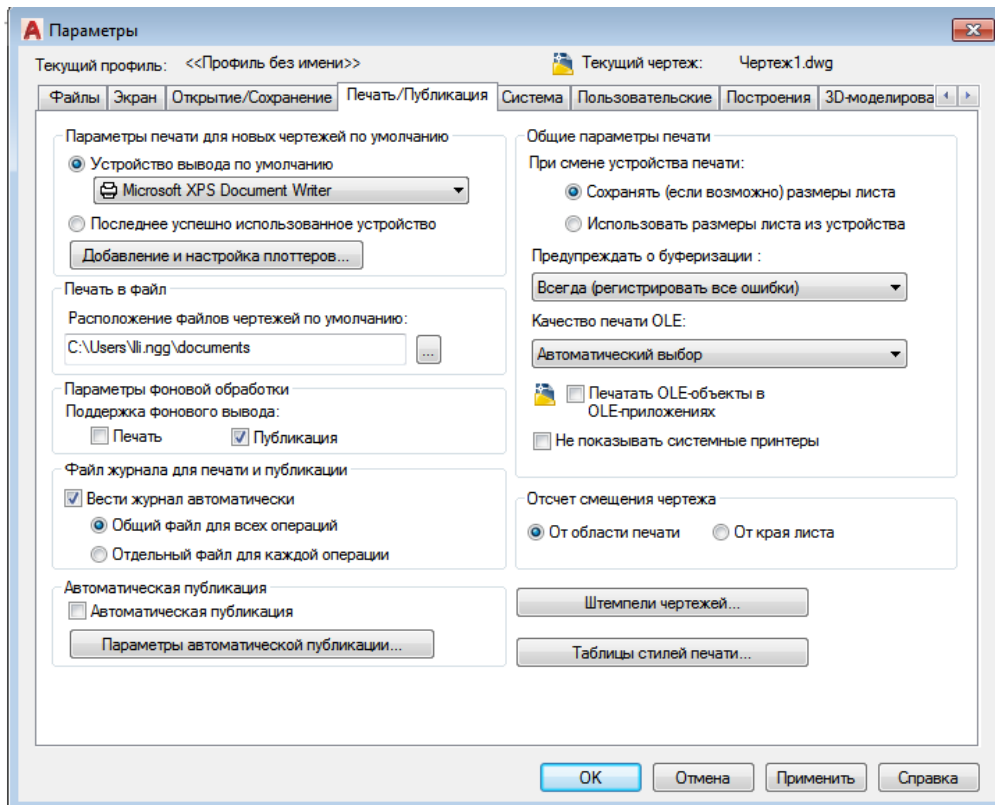 Параметры
Текущий профиль: <<Профиль без имени>> Текущий чертеж: Чертеж1.dwg
Файлы Экран Открытие/Сохранение Печать/Публикация Система Пользовательские Построения 3D-моделирова
Параметры печати для новых чертежей по умолчанию
Устройство вывода по умолчанию
Microsoft XPS Document Writer
Последнее успешно использованное устройство
Добавление и настройка плоттеров...
Печать в файл
Расположение файлов чертежей по умолчанию:
C:\Users\lli.ngg\documents
...
Параметры фоновой обработки
Поддержка фонового вывода:
Печать Публикация
Файл журнала для печати и публикации
Вести журнал автоматически
Общий файл для всех операций
Отдельный файл для каждой операции
Автоматическая публикация
Автоматическая публикация
Параметры автоматической публикации...
Общие параметры печати
При смене устройства печати:
Сохранять (если возможно) размеры листа
Использовать размеры листа из устройства
Предупреждать о буферизации :
Всегда (регистрировать все ошибки)
Качество печати OLE:
Автоматический выбор
Печатать OLE-объекты в
OLE-приложениях
Не показывать системные принтеры
Отсчет смещения чертежа
От области печати От края листа
Штемпели чертежей...
Таблицы стилей печати...
OK Отмена Применить Справка